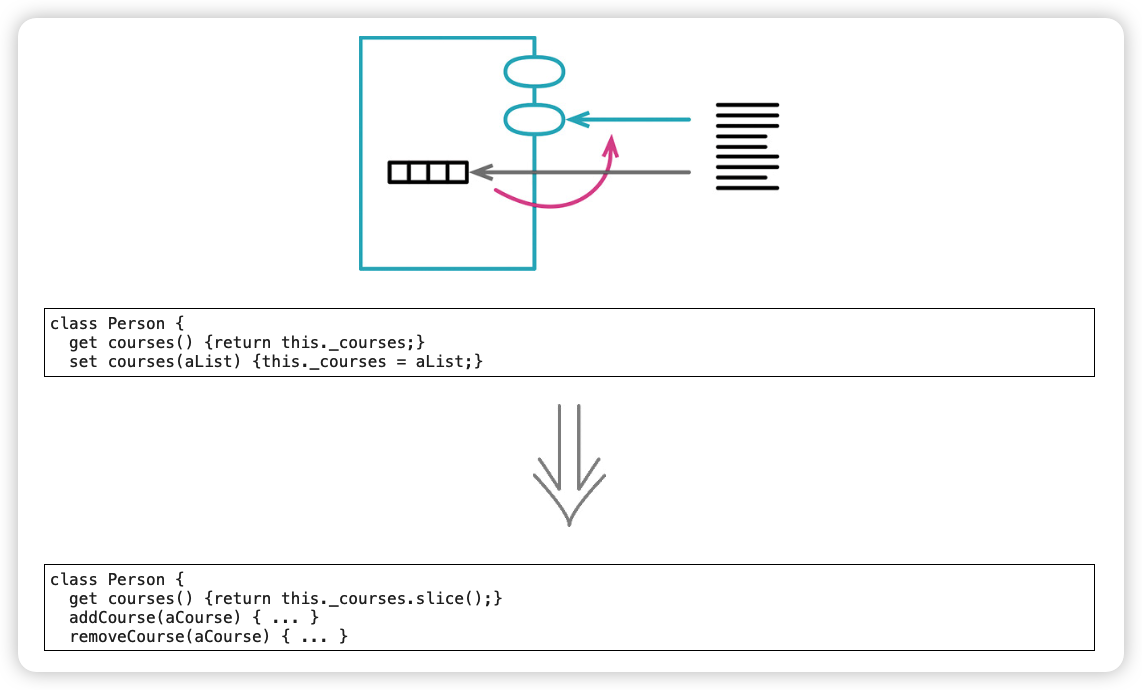 class Person {
  get courses() {return this._courses;}
  set courses(aList) {this._courses = aList;}
class Person {
  get courses() {return this._courses.slice();}
  addCourse(aCourse) { ... }
  removeCourse(aCourse) { ... }